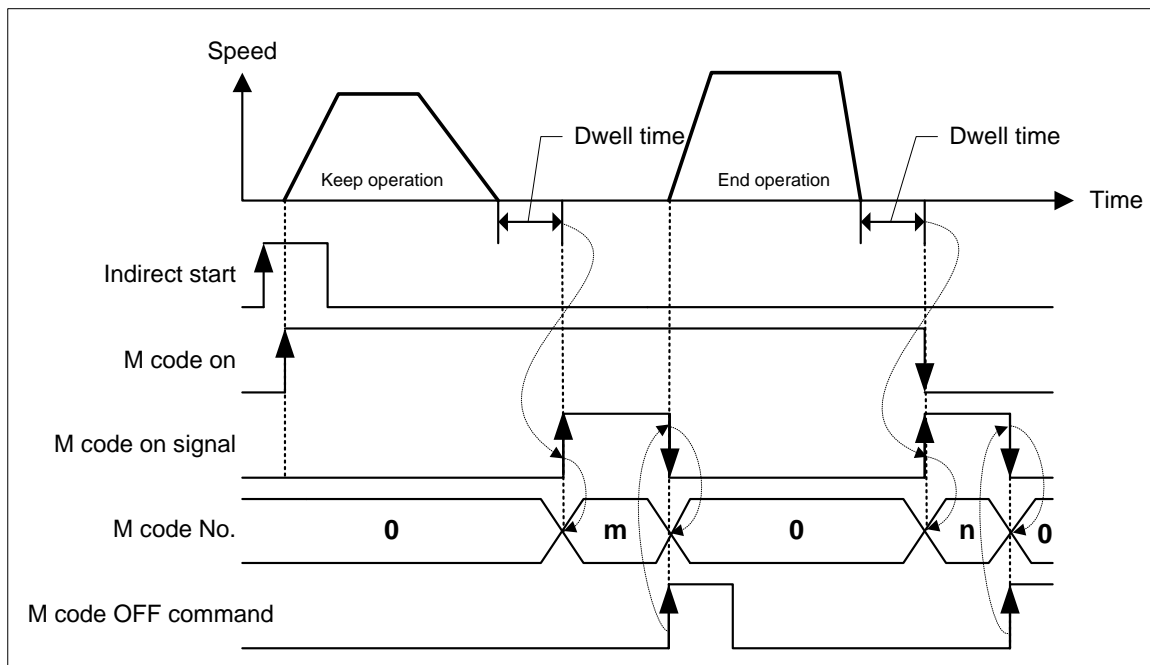 Speed
Dwell time
Dwell time
Keep operation
End operation
Time
Indirect start
M code on
M code on signal
M code No.
0
m
0
n
0
M code OFF command